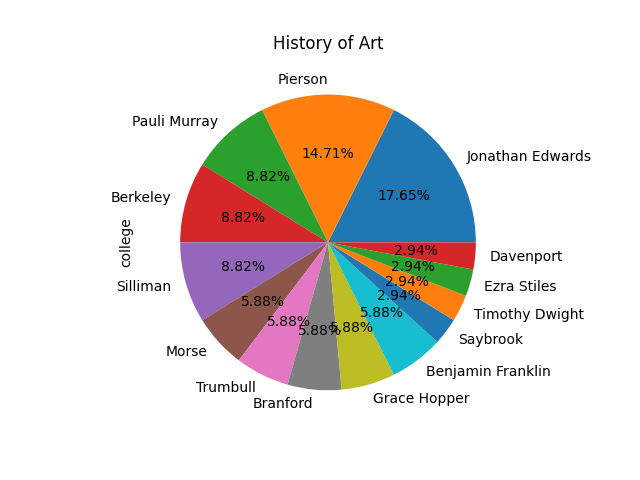 History of Art
Pierson
Pauli Murray
Jonathan Edwards
14.71%
8.82%
17.65%
Berkeley
8.82%
college
2.94%
Davenport
8.82%
2.94%
Silliman
2.94%
Ezra Stiles
2.94%
5.88%
Timothy Dwight
5.88%
5.88%
5.88%
5.88%
Saybrook
Morse
Benjamin Franklin
Trumbull
Grace Hopper
Branford